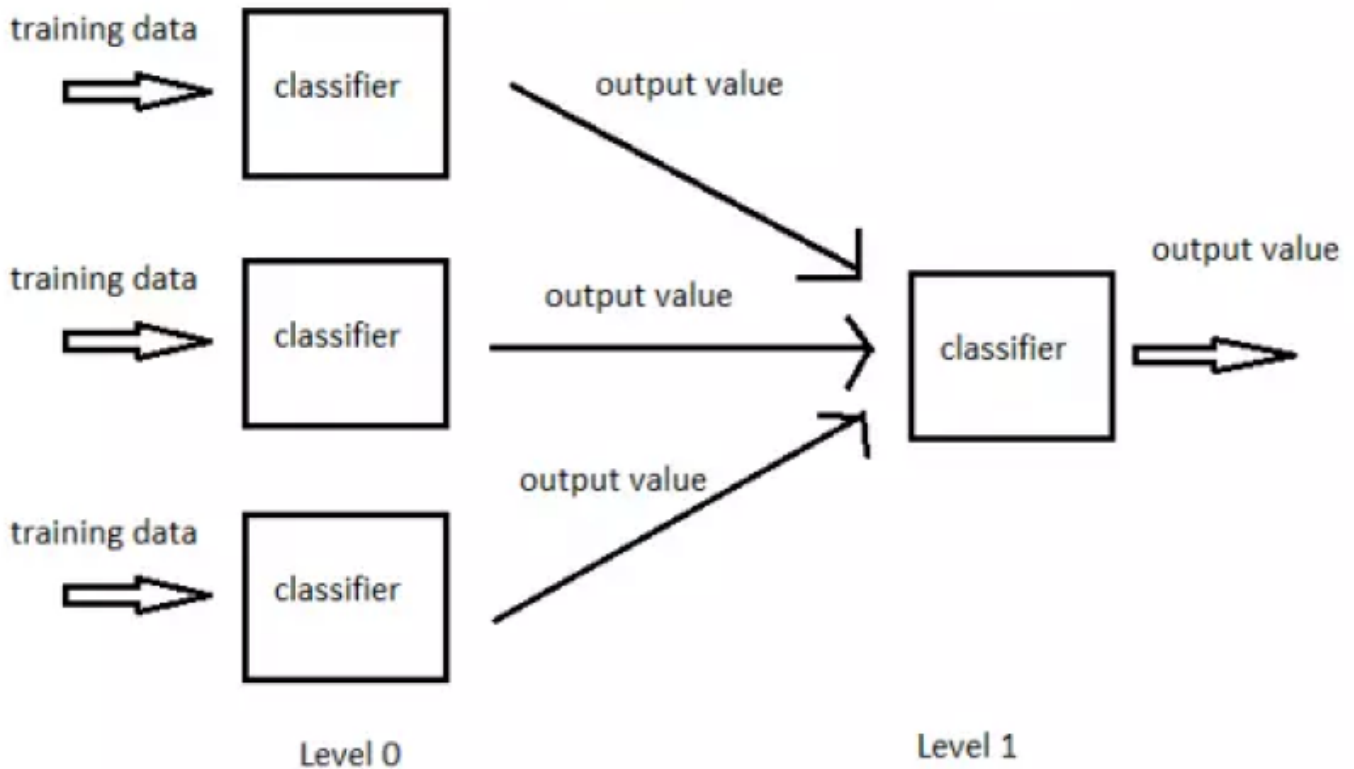 training data
classifier
output value
training data
classifier
output value
output value
classifier
training data
classifier
output value
Level 0
Level 1